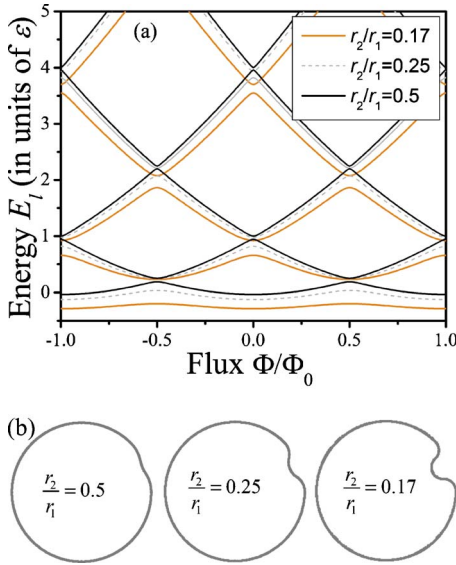 5
4
3
2
1
0
Energy E_l (in units of ε)
(a)
r₂/r₁=0.17
r₂/r₁=0.25
r₂/r₁=0.5
-1.0 -0.5 0.0 0.5 1.0
Flux Φ/Φ₀
(b)
r₂/r₁ = 0.5 r₂/r₁ = 0.25 r₂/r₁ = 0.17